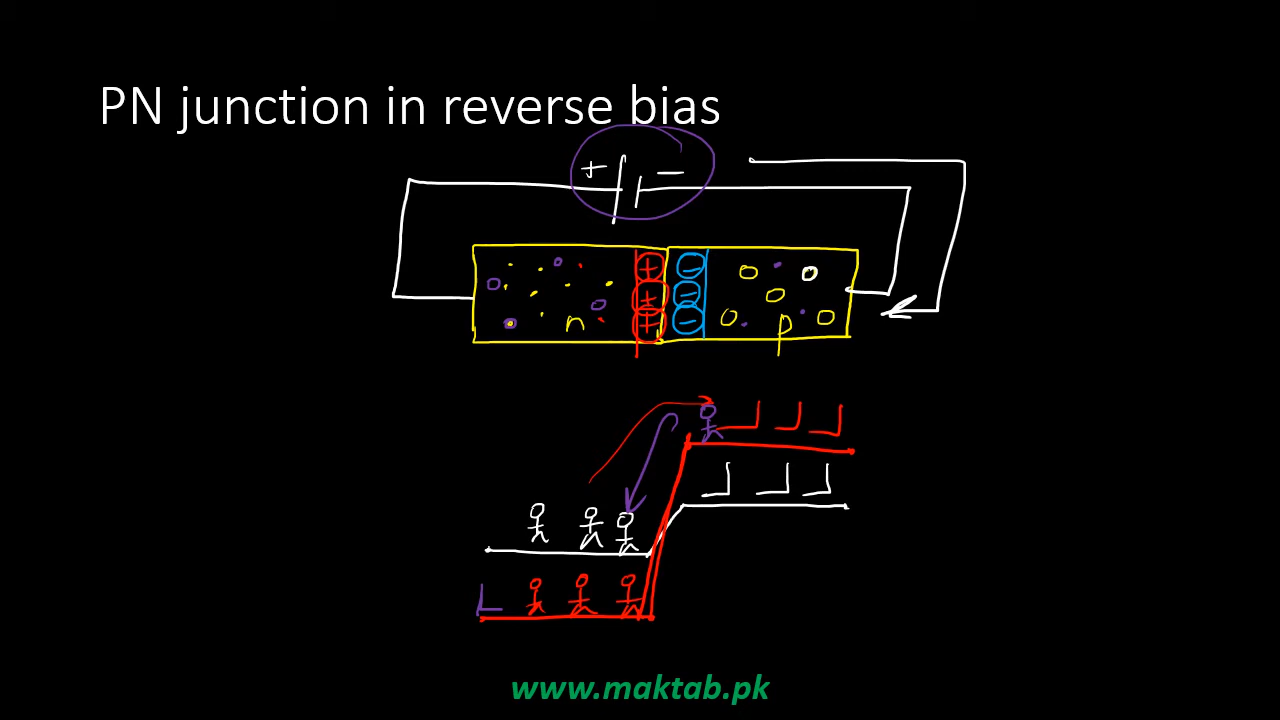 PN junction in reverse bias
+ −
+ −
+ −
+ −
n p
www.maktab.pk